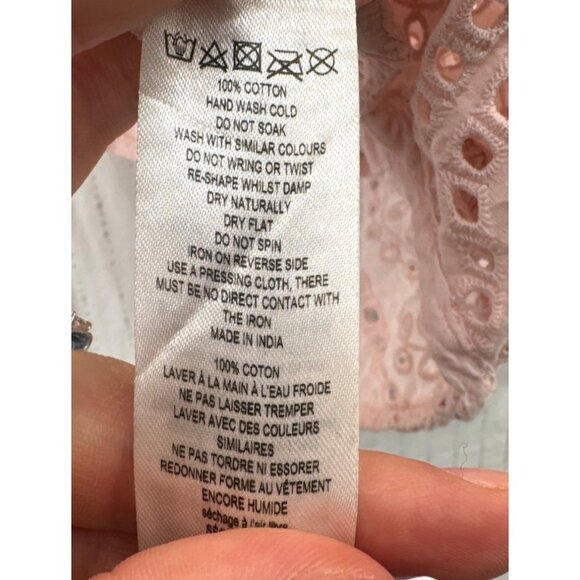 100% COTTON
HAND WASH COLD
DO NOT SOAK
WASH WITH SIMILAR COLOURS
DO NOT WRING OR TWIST
RE-SHAPE WHILST DAMP
DRY NATURALLY
DRY FLAT
DO NOT SPIN
IRON ON REVERSE SIDE
USE A PRESSING CLOTH, THERE
MUST BE NO DIRECT CONTACT WITH
THE IRON
MADE IN INDIA
100% COTON
LAVER À LA MAIN À L'EAU FROIDE
NE PAS LAISSER TREMPER
LAVER AVEC DES COULEURS
SIMILAIRES
NE PAS TORDRE NI ESSORER
REDONNER FORME AU VÊTEMENT
ENCORE HUMIDE
séchage à l'air libre